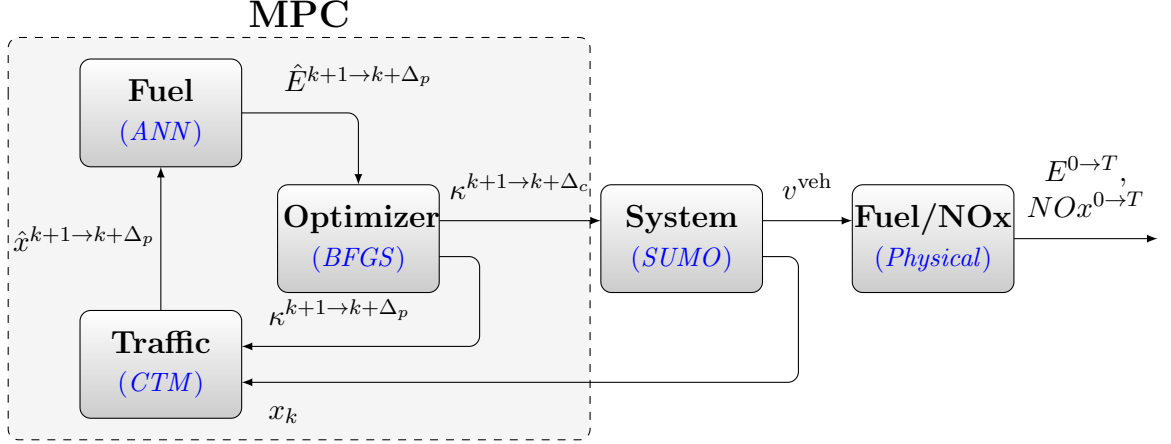 MPC
Fuel
(ANN)
Ê^{k+1→k+Δ_p}
κ^{k+1→k+Δ_c}
E^{0→T},
NOx^{0→T}
v^{veh}
Optimizer
(BFGS)
System
(SUMO)
Fuel/NOx
(Physical)
x̂^{k+1→k+Δ_p}
κ^{k+1→k+Δ_p}
Traffic
(CTM)
x_k